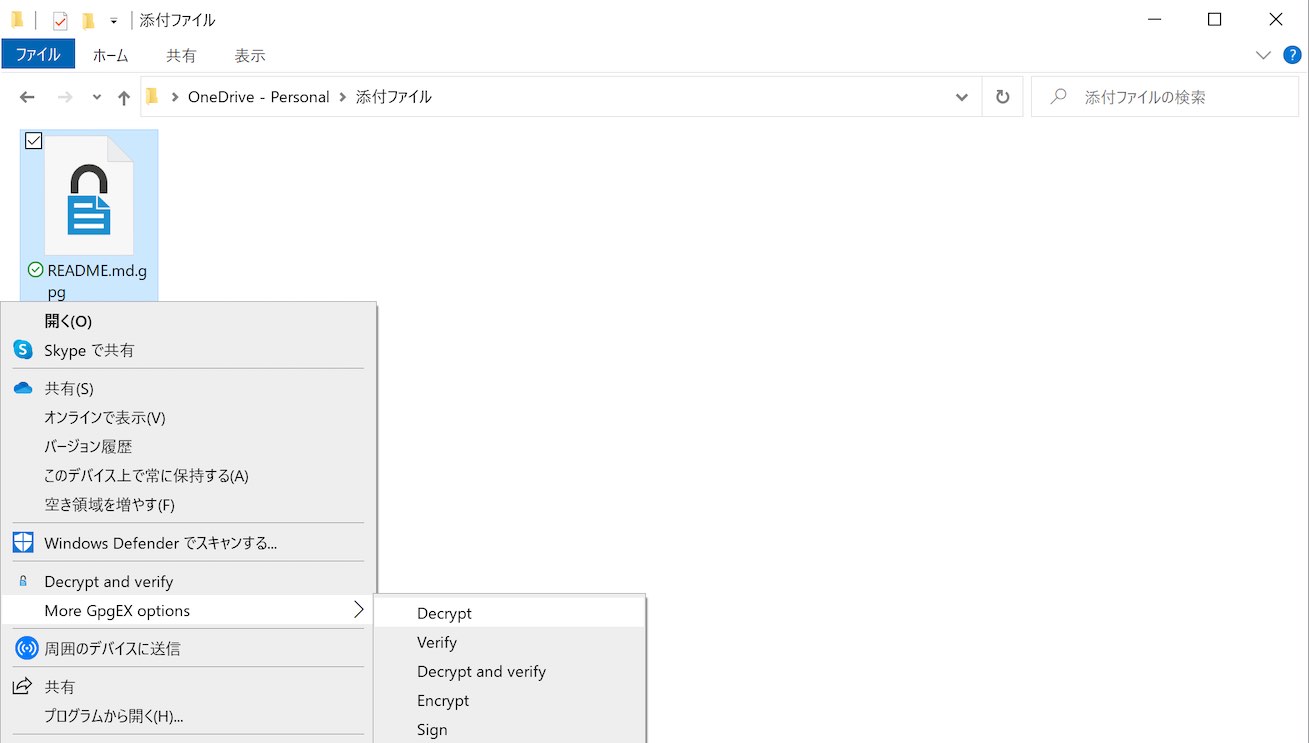 添付ファイル
ファイル ホーム 共有 表示
OneDrive - Personal 添付ファイル
添付ファイルの検索
README.md.g
pg
開く(O)
Skype で共有
共有(S)
オンラインで表示(V)
バージョン履歴
このデバイス上で常に保持する(A)
空き領域を増やす(F)
Windows Defender でスキャンする...
Decrypt and verify
More GpgEX options
周囲のデバイスに送信
共有
プログラムから開く(H)...
Decrypt
Verify
Decrypt and verify
Encrypt
Sign